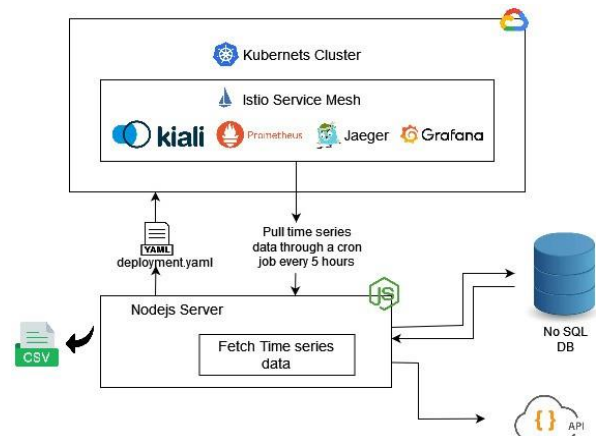 Kubernets Cluster
Istio Service Mesh
kiali
Prometheus
Jaeger
Grafana
YAML
deployment.yaml
Pull time series
data through a cron
job every 5 hours
JS
Nodejs Server
Fetch Time series
data
CSV
No SQL
DB
{ } API